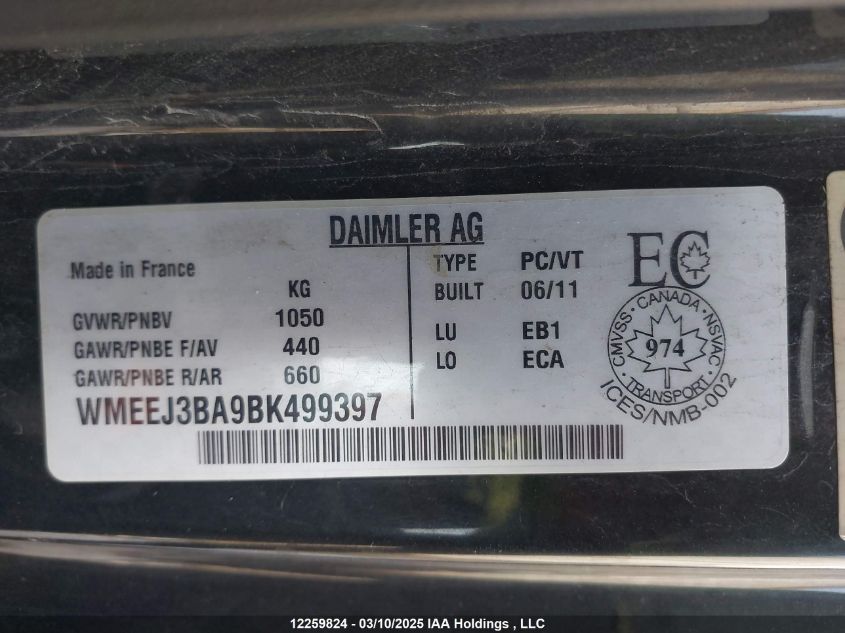 DAIMLER AG
Made in France
KG
GVWR/PNBV 1050
GAWR/PNBE F/AV 440
GAWR/PNBE R/AR 660
WMEEJ3BA9BK499397
TYPE PC/VT
BUILT 06/11
LU EB1
LO ECA
EC
CMVSS · CANADA · NSVAC
974
TRANSPORT
ICES/NMB-002
12259824 - 03/10/2025 IAA Holdings , LLC